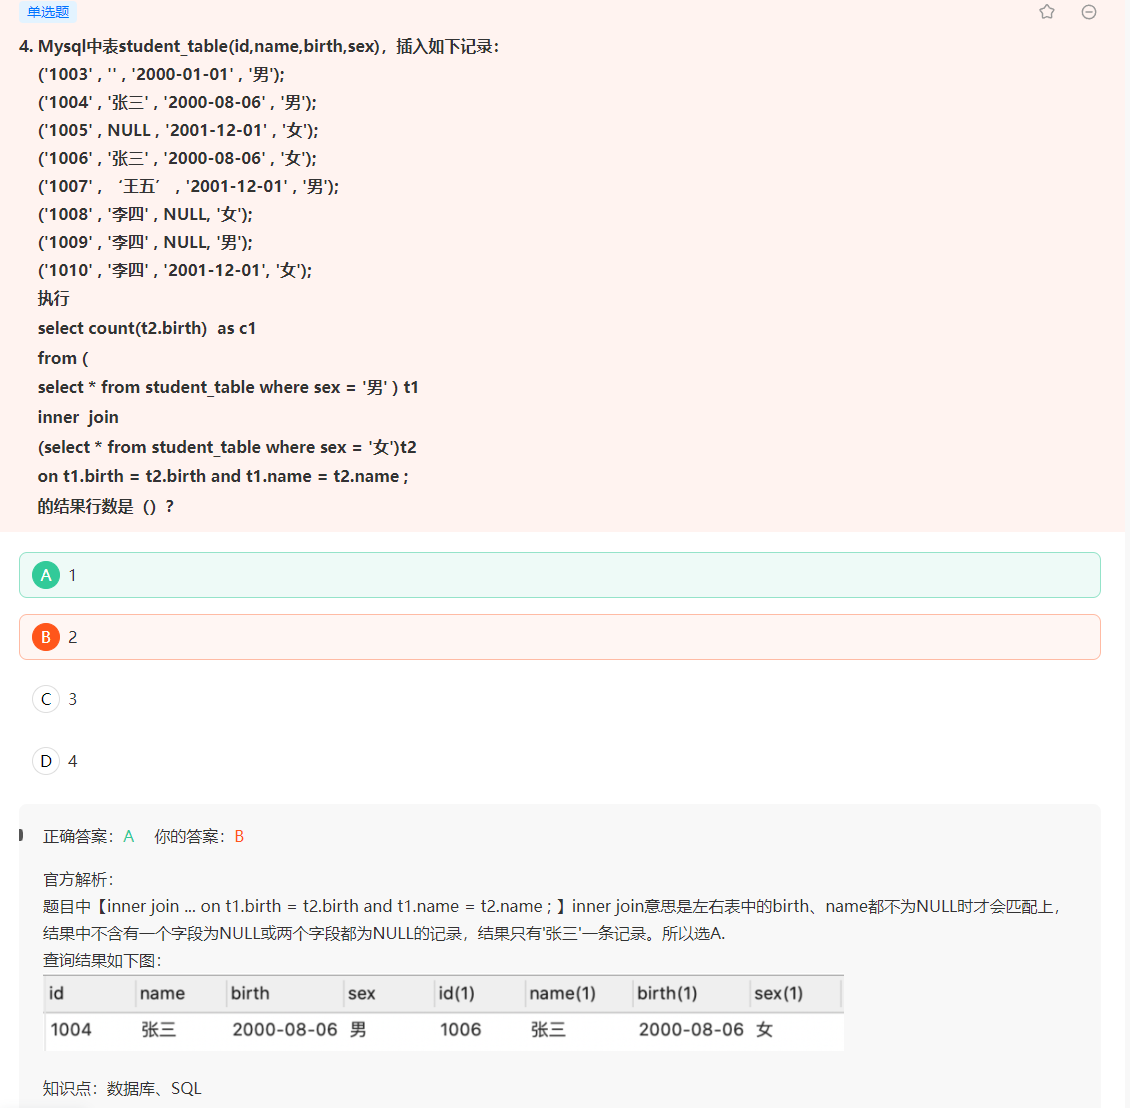 单选题
4. Mysql中表student_table(id,name,birth,sex)，插入如下记录：
('1003' , '' , '2000-01-01' , '男');
('1004' , '张三' , '2000-08-06' , '男');
('1005' , NULL , '2001-12-01' , '女');
('1006' , '张三' , '2000-08-06' , '女');
('1007' , ‘王五’ , '2001-12-01' , '男');
('1008' , '李四' , NULL, '女');
('1009' , '李四' , NULL, '男');
('1010' , '李四' , '2001-12-01', '女');
执行
select count(t2.birth) as c1
from (
select * from student_table where sex = '男' ) t1
inner join
(select * from student_table where sex = '女')t2
on t1.birth = t2.birth and t1.name = t2.name ;
的结果行数是（）？
A 1
B 2
C 3
D 4
正确答案：A 你的答案：B
官方解析：
题目中【inner join ... on t1.birth = t2.birth and t1.name = t2.name ; 】inner join意思是左右表中的birth、name都不为NULL时才会匹配上，
结果中不含有一个字段为NULL或两个字段都为NULL的记录，结果只有'张三'一条记录。所以选A.
查询结果如下图：
id name birth sex id(1) name(1) birth(1) sex(1)
1004 张三 2000-08-06 男 1006 张三 2000-08-06 女
知识点：数据库、SQL